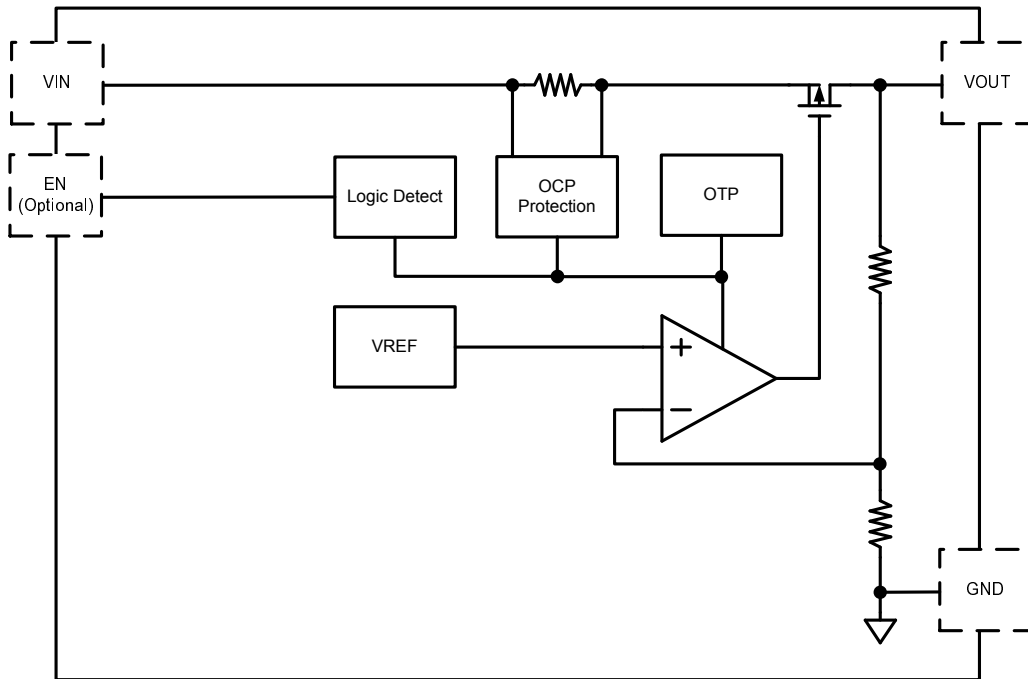 VIN
VOUT
EN
(Optional)
Logic Detect
OCP
Protection
OTP
VREF
+
−
GND